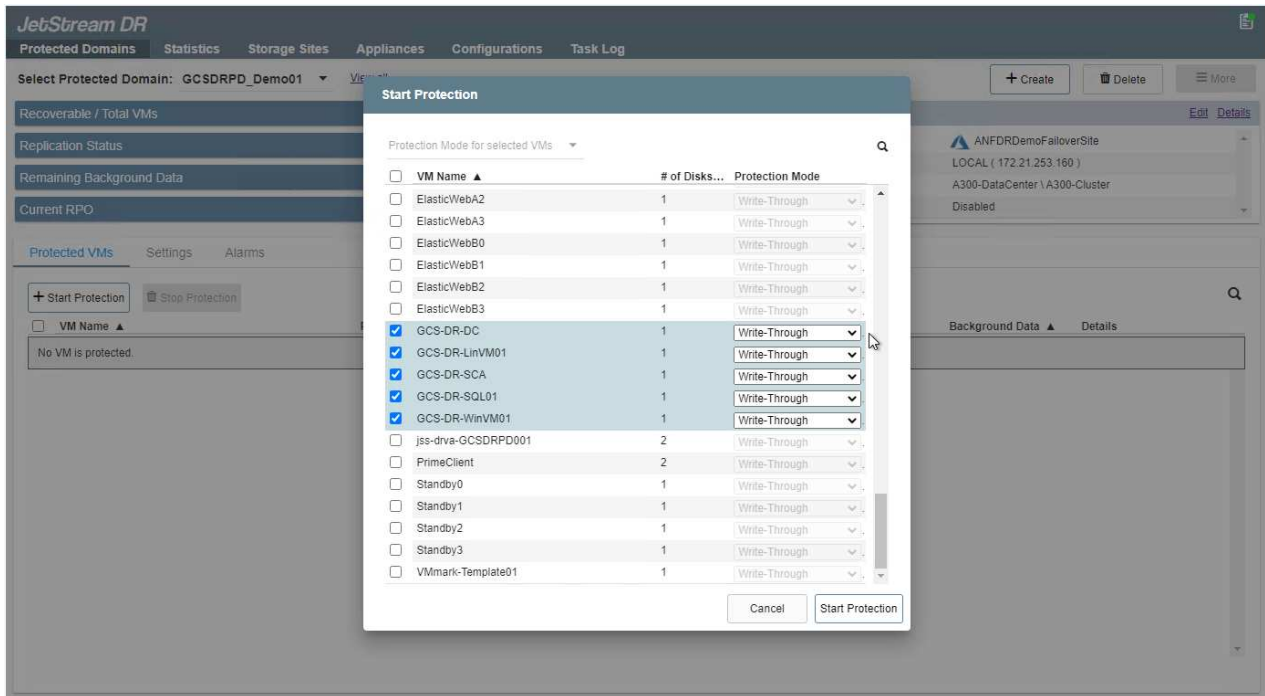 JetStream DR
Protected Domains Statistics Storage Sites Appliances Configurations Task Log
Select Protected Domain: GCSDRPD_Demo01
+ Create Delete More
Recoverable / Total VMs
Edit Details
Replication Status
ANFDRDemoFailoverSite
LOCAL ( 172.21.253.160 )
Remaining Background Data
A300-DataCenter \ A300-Cluster
Current RPO
Disabled
Protected VMs Settings Alarms
+ Start Protection Stop Protection
VM Name ▲
Background Data ▲ Details
No VM is protected.
Start Protection
Protection Mode for selected VMs
VM Name ▲ # of Disks... Protection Mode
ElasticWebA2 1 Write-Through
ElasticWebA3 1 Write-Through
ElasticWebB0 1 Write-Through
ElasticWebB1 1 Write-Through
ElasticWebB2 1 Write-Through
ElasticWebB3 1 Write-Through
GCS-DR-DC 1 Write-Through
GCS-DR-LinVM01 1 Write-Through
GCS-DR-SCA 1 Write-Through
GCS-DR-SQL01 1 Write-Through
GCS-DR-WinVM01 1 Write-Through
jss-drva-GCSDRPD001 2 Write-Through
PrimeClient 2 Write-Through
Standby0 1 Write-Through
Standby1 1 Write-Through
Standby2 1 Write-Through
Standby3 1 Write-Through
VMmark-Template01 1 Write-Through
Cancel Start Protection